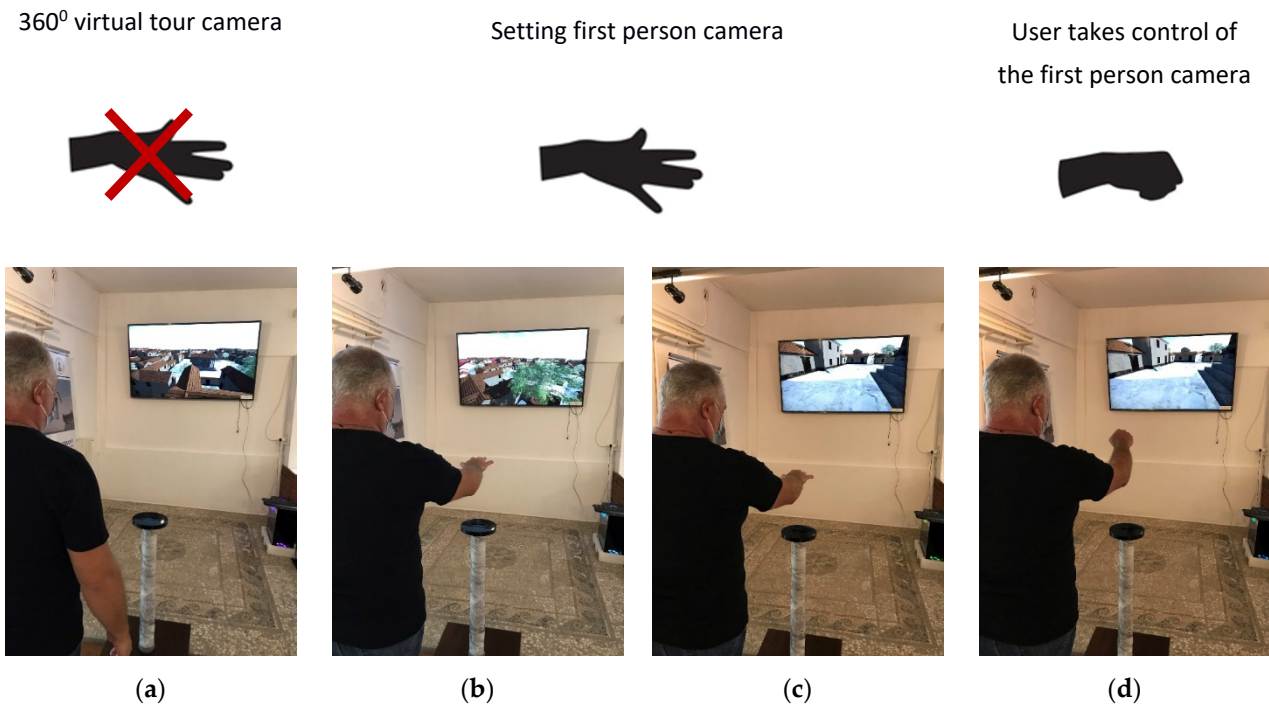 360⁰ virtual tour camera
Setting first person camera
User takes control of
the first person camera
(a)
(b)
(c)
(d)